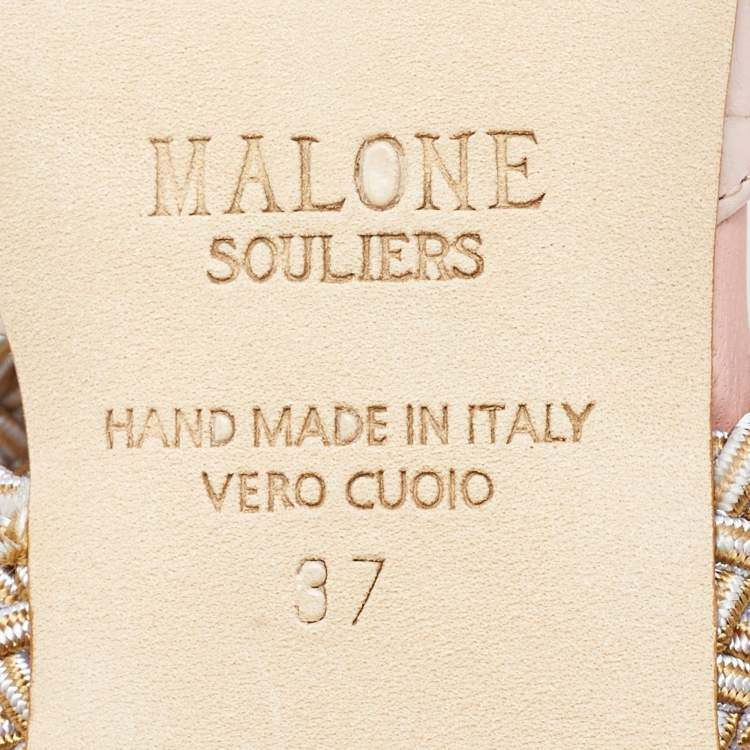 MALONE
SOULIERS
HAND MADE IN ITALY
VERO CUOIO
37